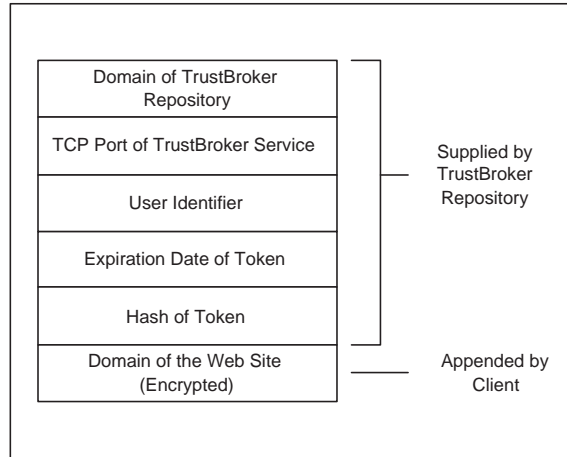 Domain of TrustBroker
Repository
TCP Port of TrustBroker Service
User Identifier
Expiration Date of Token
Hash of Token
Domain of the Web Site
(Encrypted)
Supplied by
TrustBroker
Repository
Appended by
Client